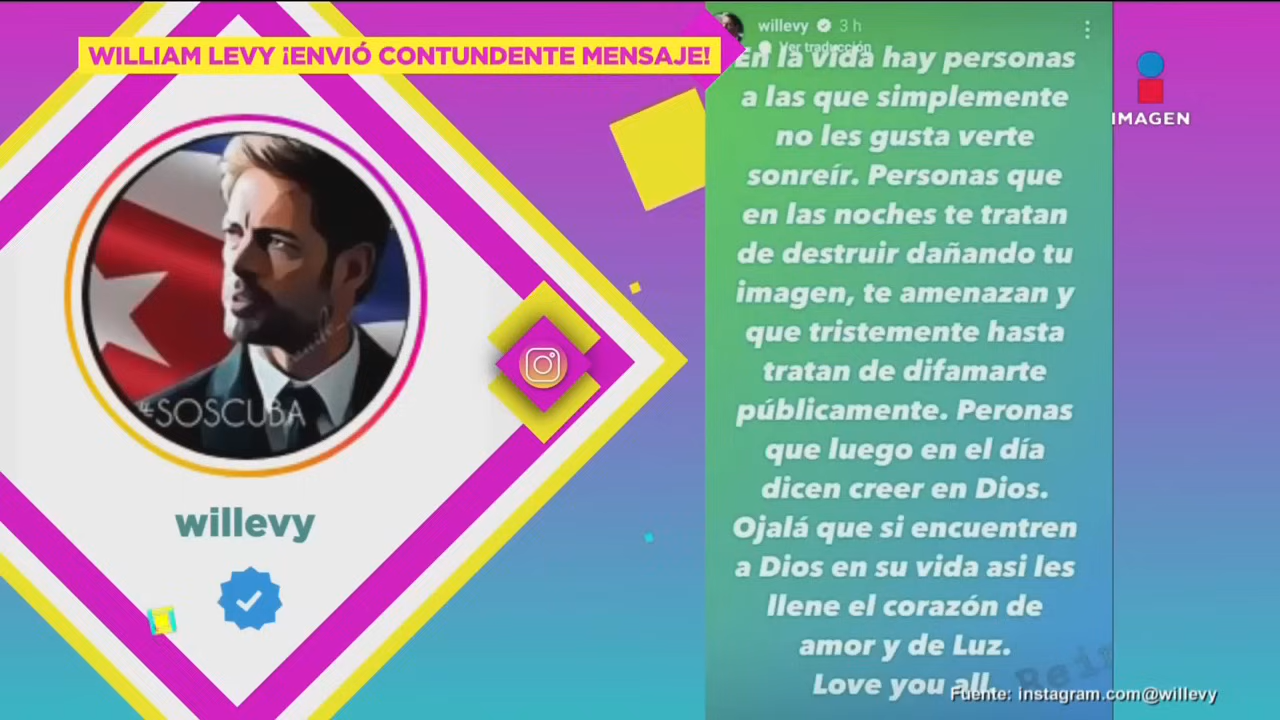 WILLIAM LEVY ¡ENVIÓ CONTUNDENTE MENSAJE!
#SOSCUBA
willevy
willevy 3 h
Ver traducción
En la vida hay personas
a las que simplemente
no les gusta verte
sonreír. Personas que
en las noches te tratan
de destruir dañando tu
imagen, te amenazan y
que tristemente hasta
tratan de difamarte
públicamente. Peronas
que luego en el día
dicen creer en Dios.
Ojalá que si encuentren
a Dios en su vida asi les
llene el corazón de
amor y de Luz.
Love you all.
Fuente: instagram.com@willevy
IMAGEN